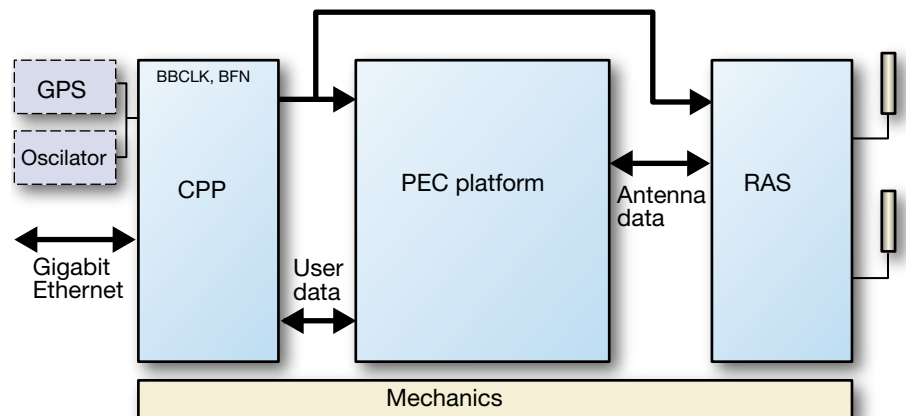 BBCLK, BFN
GPS
Oscilator
CPP
PEC platform
RAS
Antenna
data
Gigabit
Ethernet
User
data
Mechanics